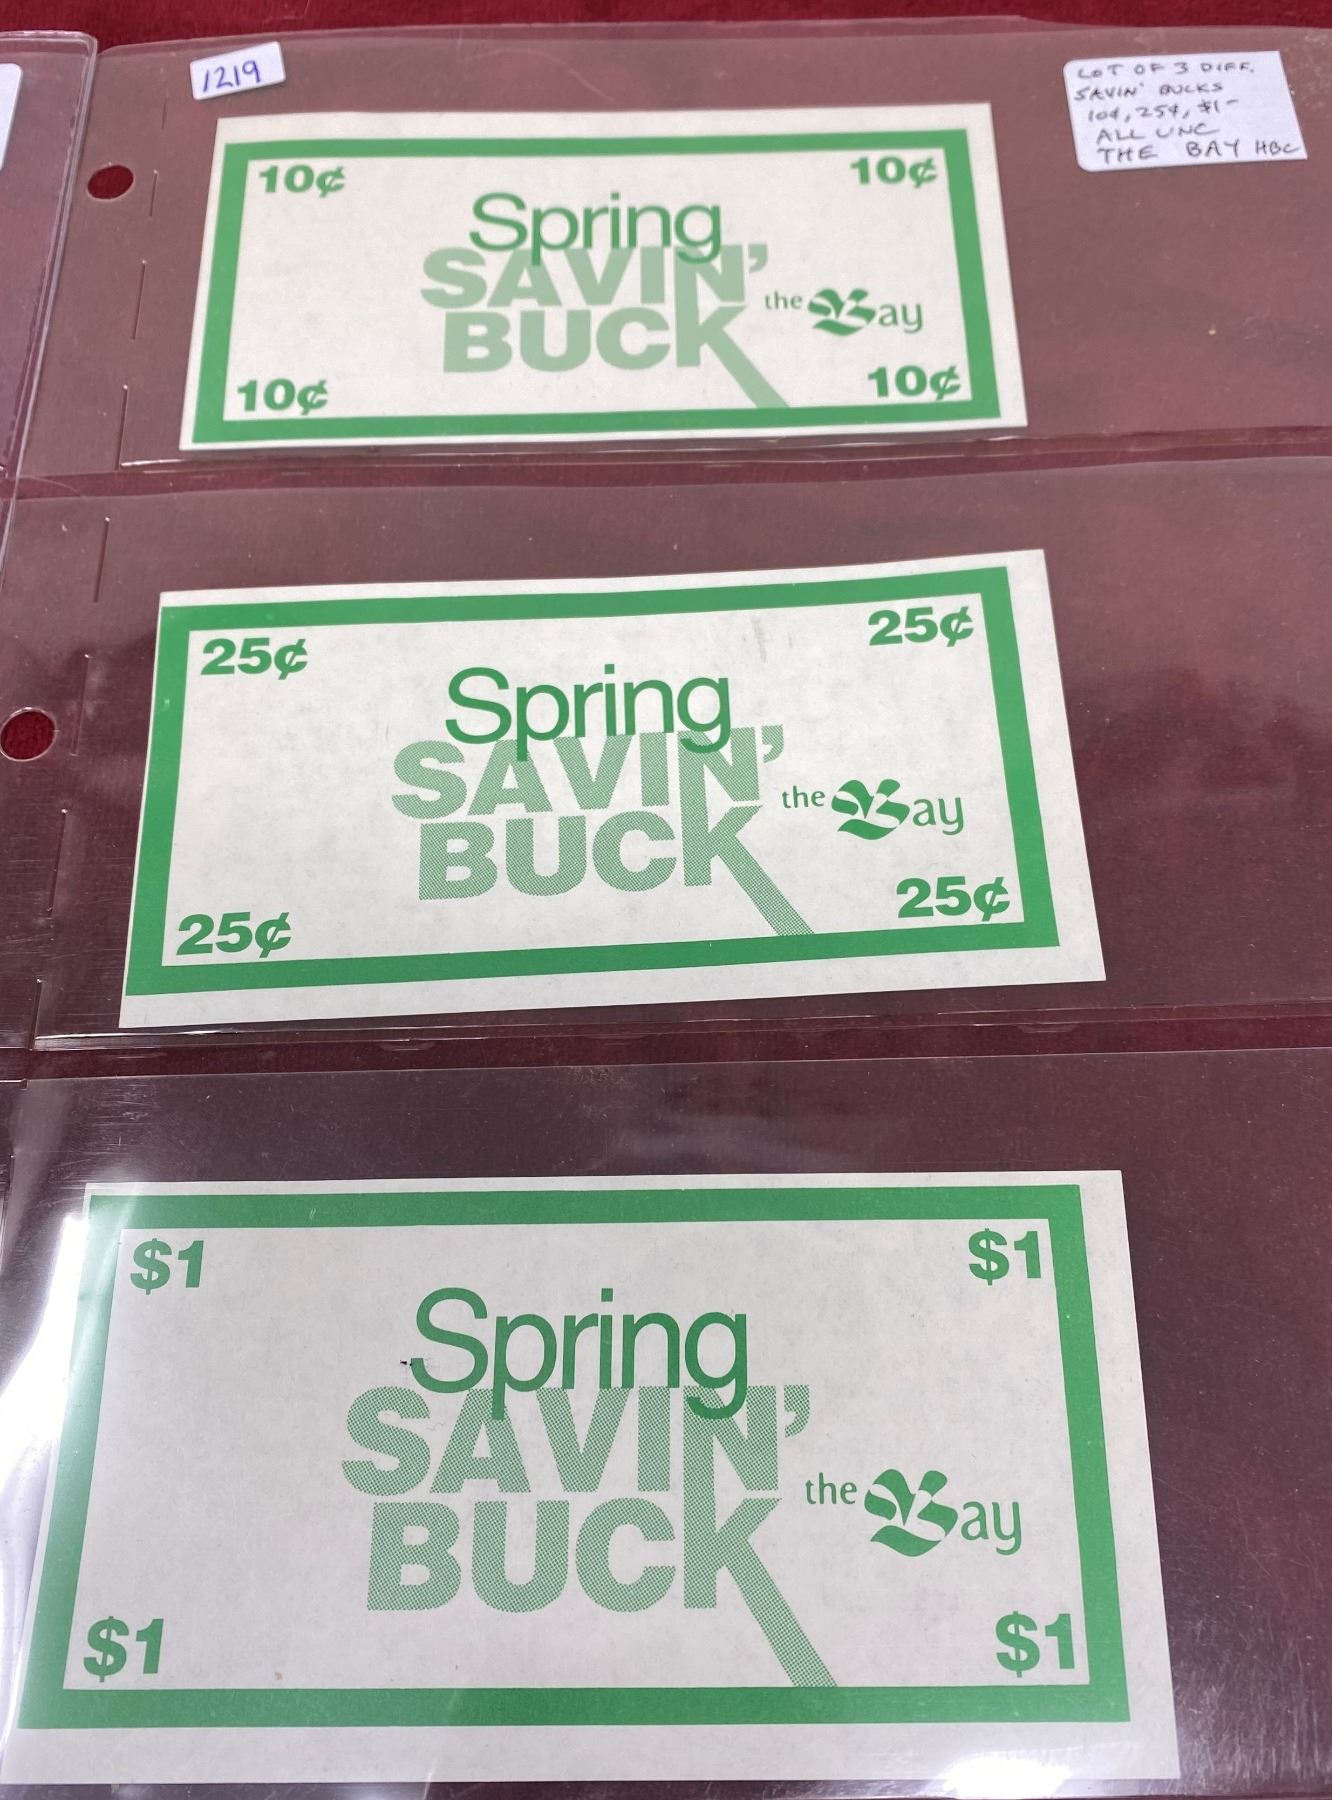 1219
LOT OF 3 DIFF.
SAVIN' BUCKS
10¢, 25¢, $1-
ALL UNC
THE BAY HBC
10¢ 10¢
Spring
SAVIN'
BUCK
the Bay
10¢ 10¢
25¢ 25¢
Spring
SAVIN'
BUCK
the Bay
25¢ 25¢
$1 $1
Spring
SAVIN'
BUCK
the Bay
$1 $1